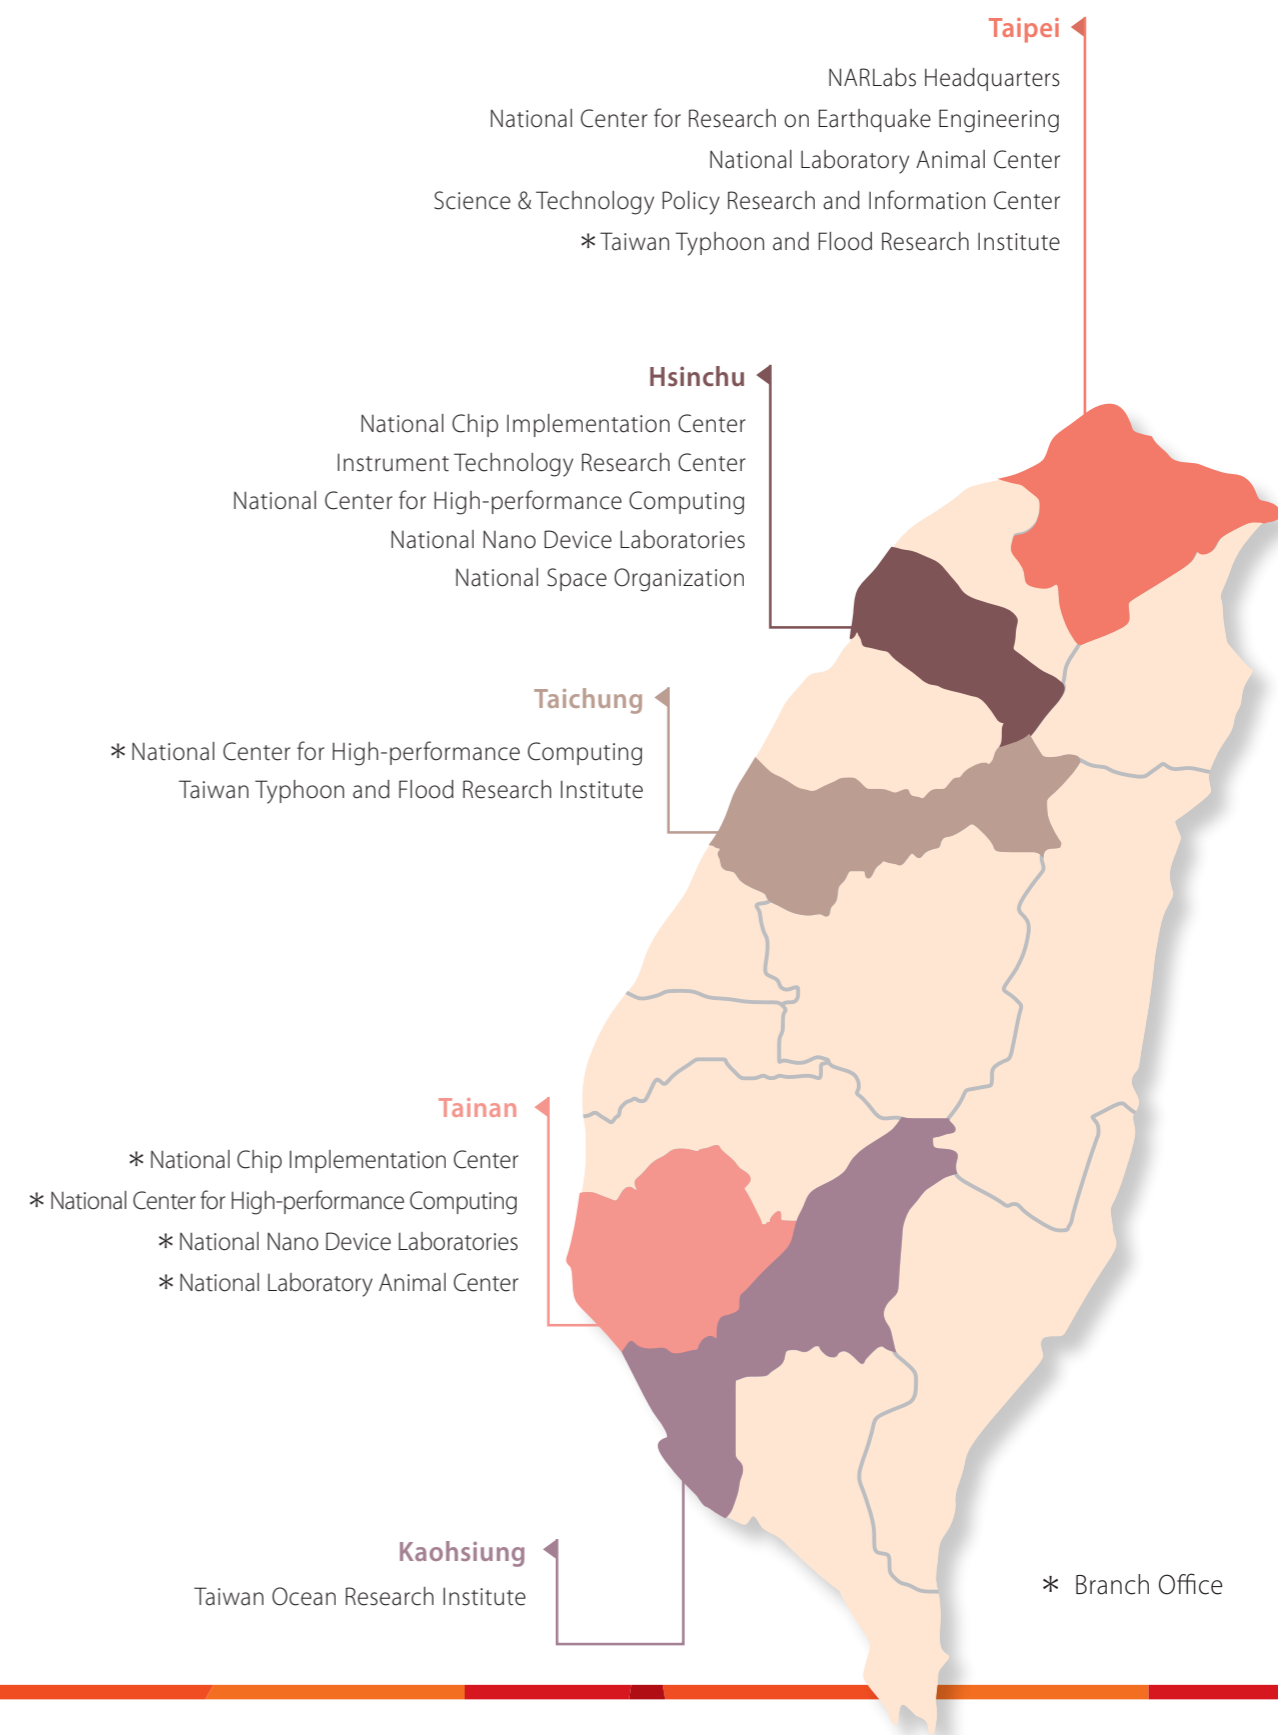 Taipei
NARLabs Headquarters
National Center for Research on Earthquake Engineering
National Laboratory Animal Center
Science & Technology Policy Research and Information Center
*Taiwan Typhoon and Flood Research Institute
Hsinchu
National Chip Implementation Center
Instrument Technology Research Center
National Center for High-performance Computing
National Nano Device Laboratories
National Space Organization
Taichung
*National Center for High-performance Computing
Taiwan Typhoon and Flood Research Institute
Tainan
*National Chip Implementation Center
*National Center for High-performance Computing
*National Nano Device Laboratories
*National Laboratory Animal Center
Kaohsiung
Taiwan Ocean Research Institute
* Branch Office